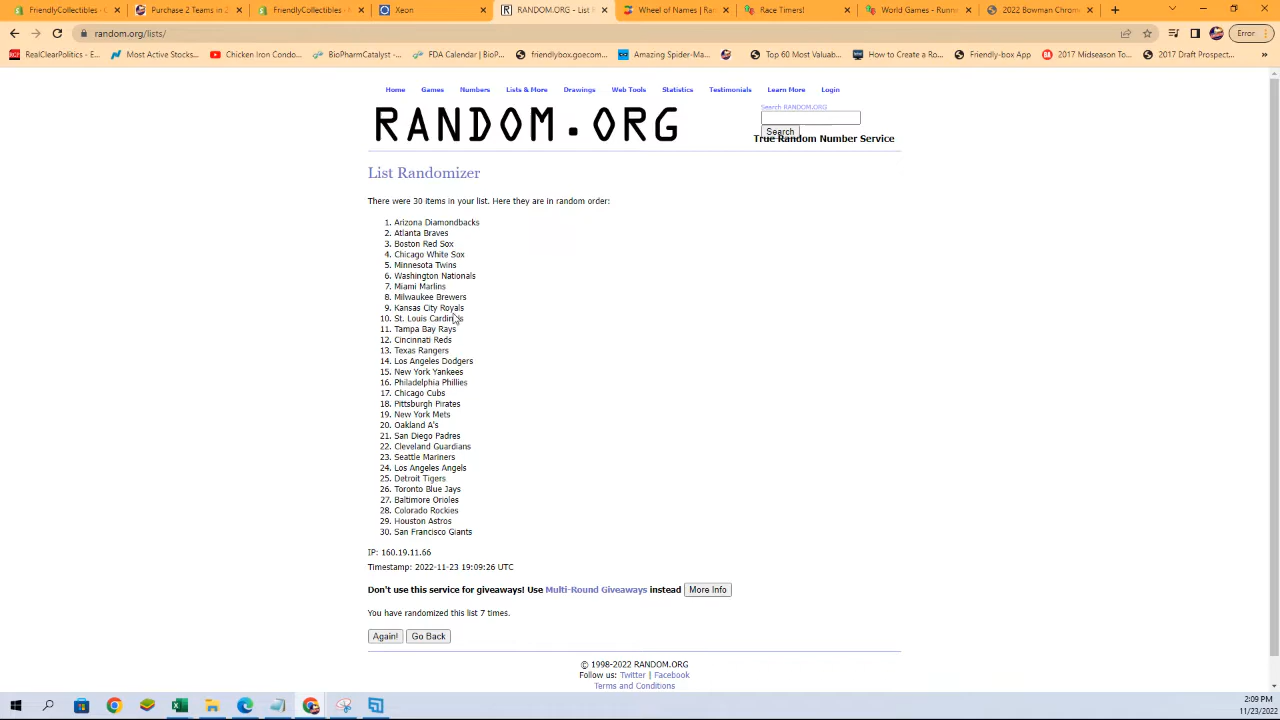 FriendlyCollectibles · O
Purchase 2 Teams in 2
FriendlyCollectibles · O
Xeon
RANDOM.ORG - List
Wheel of Names | Ra
Race Timers!
World Games - Runn
2022 Bowman Chrom
random.org/lists/
Error
RealClearPolitics - E...
Most Active Stocks...
Chicken Iron Condo...
BioPharmCatalyst -...
FDA Calendar | BioP...
friendlybox.goecom...
Amazing Spider-Ma...
Top 60 Most Valuab...
How to Create a Ro...
Friendly-box App
2017 Midseason To...
2017 Draft Prospect...
Home Games Numbers Lists & More Drawings Web Tools Statistics Testimonials Learn More Login
RANDOM.ORG
Search RANDOM.ORG
Search
True Random Number Service
List Randomizer
There were 30 items in your list. Here they are in random order:
1. Arizona Diamondbacks
2. Atlanta Braves
3. Boston Red Sox
4. Chicago White Sox
5. Minnesota Twins
6. Washington Nationals
7. Miami Marlins
8. Milwaukee Brewers
9. Kansas City Royals
10. St. Louis Cardinals
11. Tampa Bay Rays
12. Cincinnati Reds
13. Texas Rangers
14. Los Angeles Dodgers
15. New York Yankees
16. Philadelphia Phillies
17. Chicago Cubs
18. Pittsburgh Pirates
19. New York Mets
20. Oakland A's
21. San Diego Padres
22. Cleveland Guardians
23. Seattle Mariners
24. Los Angeles Angels
25. Detroit Tigers
26. Toronto Blue Jays
27. Baltimore Orioles
28. Colorado Rockies
29. Houston Astros
30. San Francisco Giants
IP: 160.19.11.66
Timestamp: 2022-11-23 19:09:26 UTC
Don't use this service for giveaways! Use Multi-Round Giveaways instead More Info
You have randomized this list 7 times.
Again! Go Back
© 1998-2022 RANDOM.ORG
Twitter | Facebook
Terms and Conditions
2:09 PM
11/23/2022